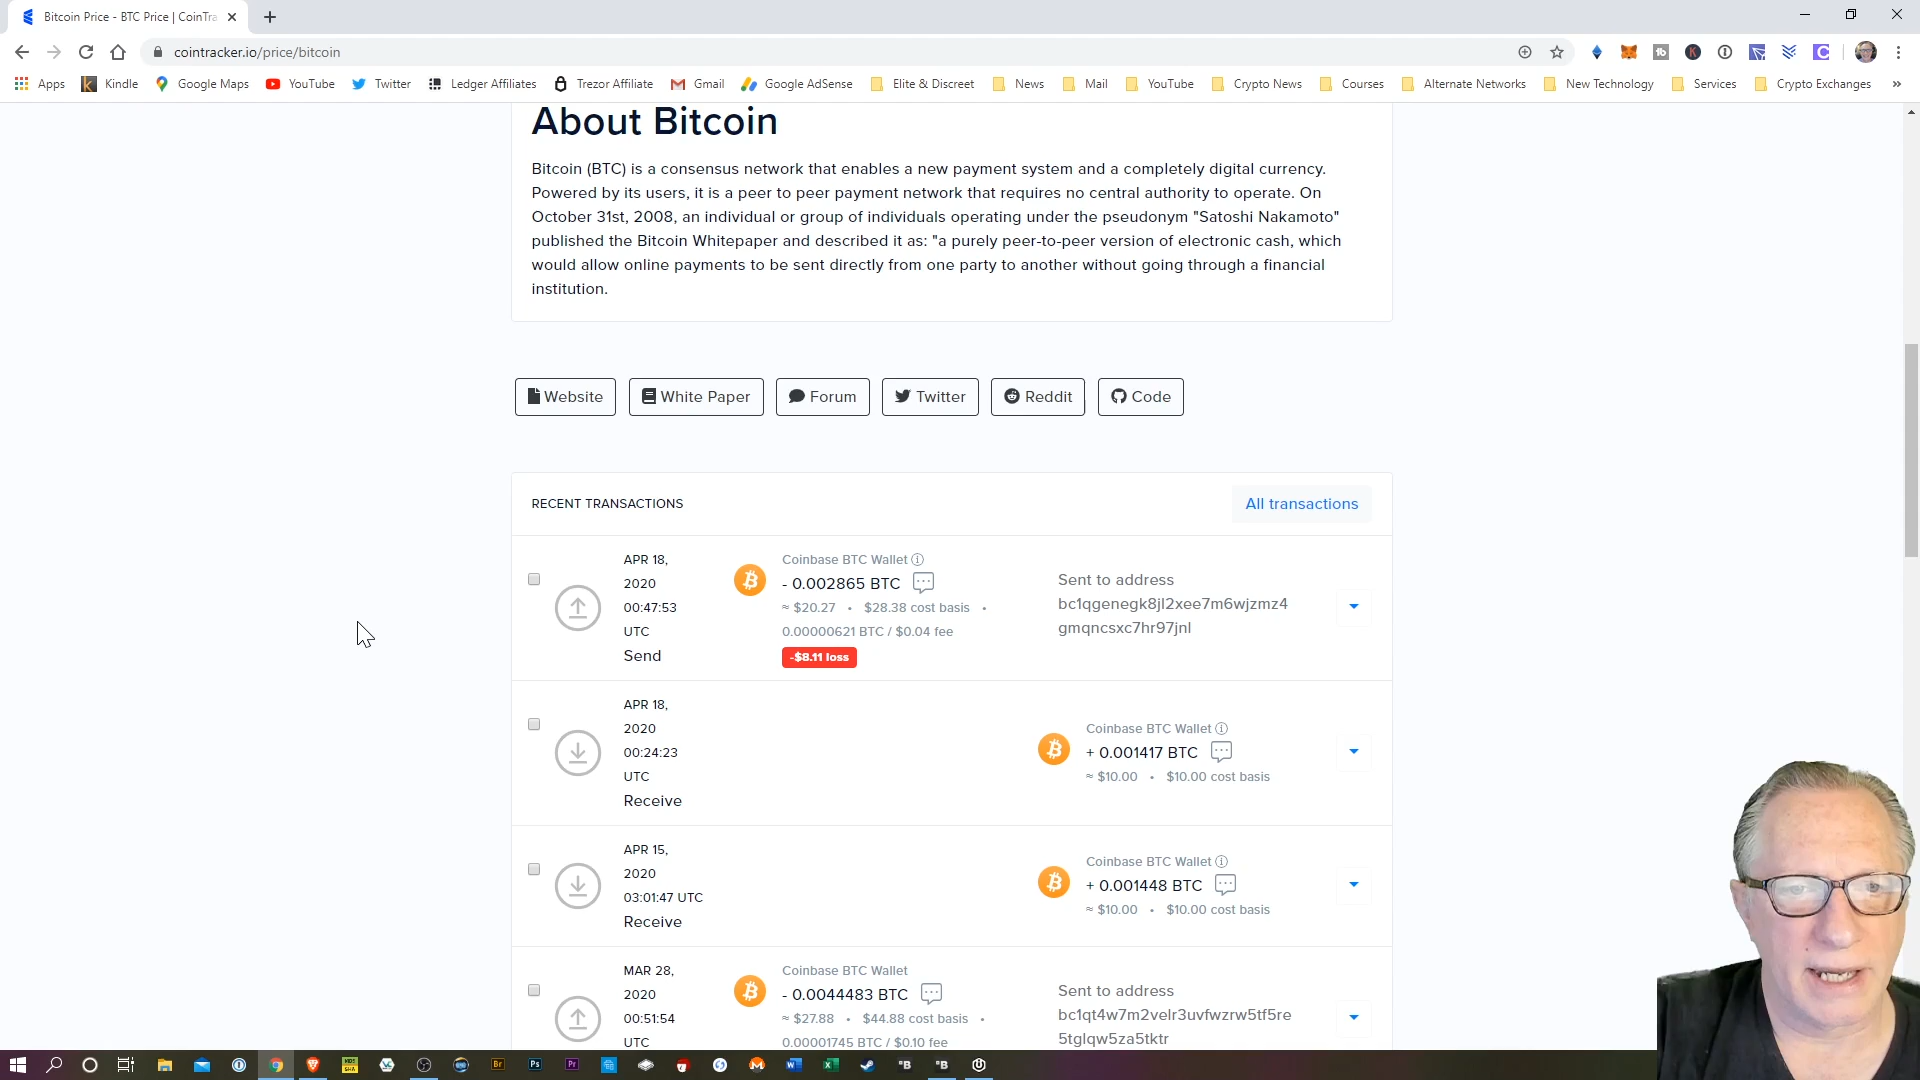 Bitcoin Price - BTC Price | CoinTra
cointracker.io/price/bitcoin
Apps Kindle Google Maps YouTube Twitter Ledger Affiliates Trezor Affiliate Gmail Google AdSense Elite & Discreet News Mail YouTube Crypto News Courses Alternate Networks New Technology Services Crypto Exchanges »
About Bitcoin
Bitcoin (BTC) is a consensus network that enables a new payment system and a completely digital currency.
Powered by its users, it is a peer to peer payment network that requires no central authority to operate. On
October 31st, 2008, an individual or group of individuals operating under the pseudonym "Satoshi Nakamoto"
published the Bitcoin Whitepaper and described it as: "a purely peer-to-peer version of electronic cash, which
would allow online payments to be sent directly from one party to another without going through a financial
institution.
Website White Paper Forum Twitter Reddit Code
RECENT TRANSACTIONS
All transactions
APR 18,
2020
00:47:53
UTC
Send
Coinbase BTC Wallet
- 0.002865 BTC
≈ $20.27 • $28.38 cost basis •
0.00000621 BTC / $0.04 fee
-$8.11 loss
Sent to address
bc1qgenegk8jl2xee7m6wjzmz4
gmqncsxc7hr97jnl
APR 18,
2020
00:24:23
UTC
Receive
Coinbase BTC Wallet
+ 0.001417 BTC
≈ $10.00 • $10.00 cost basis
APR 15,
2020
03:01:47 UTC
Receive
Coinbase BTC Wallet
+ 0.001448 BTC
≈ $10.00 • $10.00 cost basis
MAR 28,
2020
00:51:54
UTC
Coinbase BTC Wallet
- 0.0044483 BTC
≈ $27.88 • $44.88 cost basis •
0.00001745 BTC / $0.10 fee
Sent to address
bc1qt4w7m2velr3uvfwzrw5tf5re
5tglqw5za5tktr
Br Ps Pr